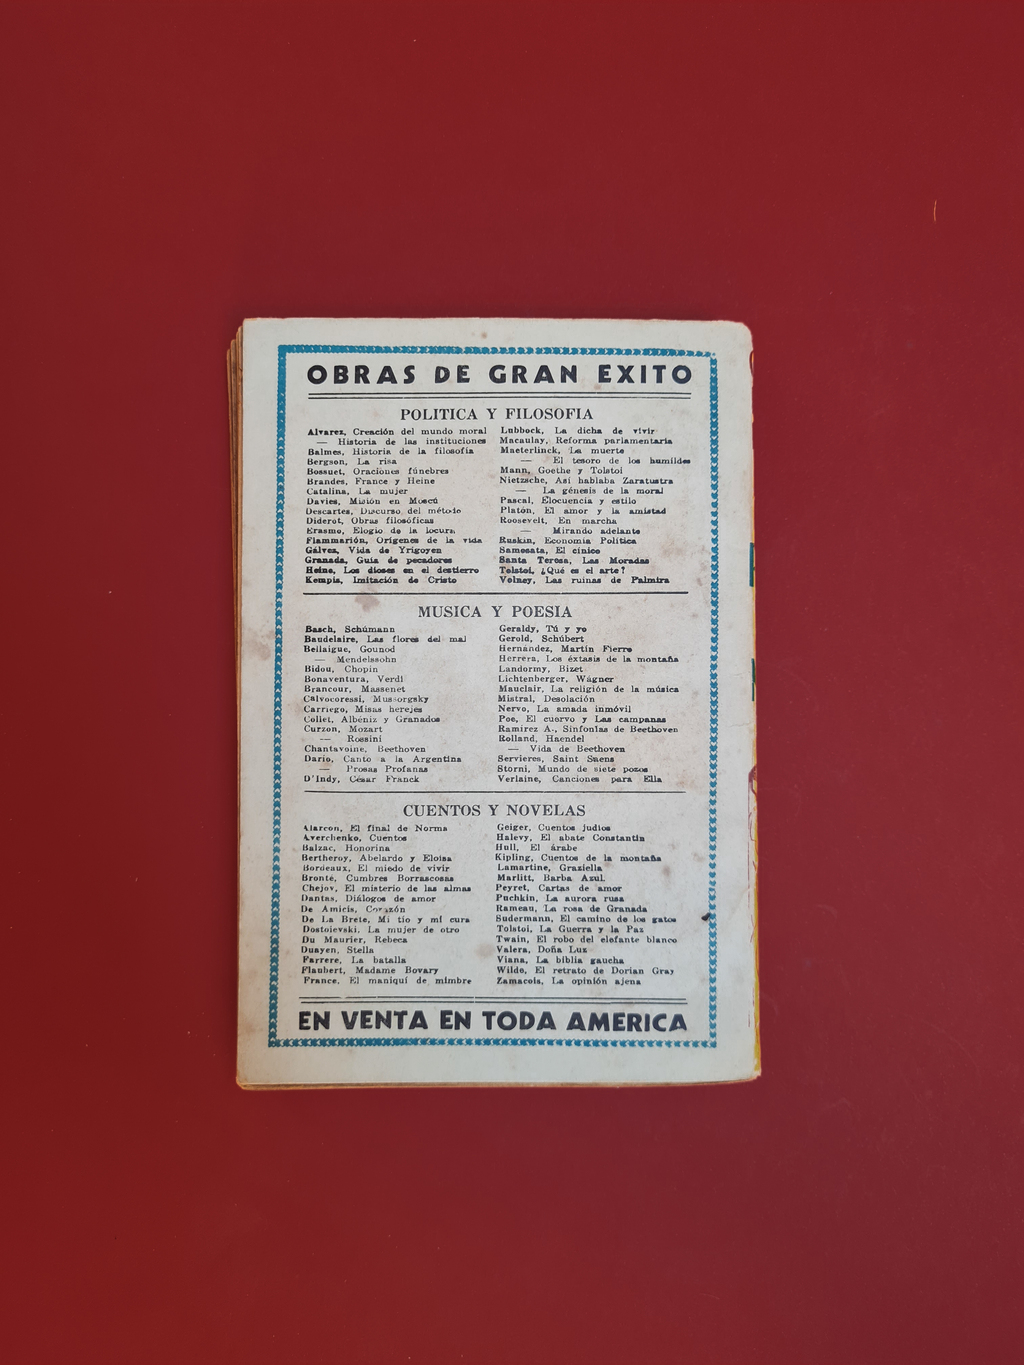 OBRAS DE GRAN EXITO
POLITICA Y FILOSOFIA
Alvarez, Creación del mundo moral
— Historia de las instituciones
Balmes, Historia de la filosofía
Bergson, La risa
Bossuet, Oraciones fúnebres
Brandes, France y Heine
Catalina, La mujer
Davies, Misión en Moscú
Descartes, Discurso del método
Diderot, Obras filosóficas
Erasmo, Elogio de la locura
Flammarión, Orígenes de la vida
Gálvez, Vida de Yrigoyen
Granada, Guía de pecadores
Heine, Los dioses en el destierro
Kempis, Imitación de Cristo
Lubbock, La dicha de vivir
Macaulay, Reforma parlamentaria
Maeterlinck, La muerte
— El tesoro de los humildes
Mann, Goethe y Tolstoi
Nietzsche, Así hablaba Zaratustra
— La génesis de la moral
Pascal, Elocuencia y estilo
Platón, El amor y la amistad
Roosevelt, En marcha
— Mirando adelante
Ruskin, Economía Política
Samosata, El cínico
Santa Teresa, Las Moradas
Tolstoi, ¿Qué es el arte?
Volney, Las ruinas de Palmira
MUSICA Y POESIA
Basch, Schúmann
Baudelaire, Las flores del mal
Bellaigue, Gounod
— Mendelssohn
Bidou, Chopin
Bonaventura, Verdi
Brancour, Massenet
Calvocoressi, Mussorgsky
Carriego, Misas herejes
Collet, Albéniz y Granados
Curzon, Mozart
— Rossini
Chantavoine, Beethoven
Darío, Canto a la Argentina
— Prosas Profanas
D'Indy, César Franck
Geraldy, Tú y yo
Gerold, Schúbert
Hernández, Martín Fierro
Herrera, Los éxtasis de la montaña
Landormy, Bizet
Lichtenberger, Wágner
Mauclair, La religión de la música
Mistral, Desolación
Nervo, La amada inmóvil
Poe, El cuervo y Las campanas
Ramírez A., Sinfonías de Beethoven
Rolland, Haendel
— Vida de Beethoven
Servieres, Saint Saens
Storni, Mundo de siete pozos
Verlaine, Canciones para Ella
CUENTOS Y NOVELAS
Alarcon, El final de Norma
Averchenko, Cuentos
Balzac, Honorina
Bertheroy, Abelardo y Eloísa
Bordeaux, El miedo de vivir
Brontë, Cumbres Borrascosas
Chejov, El misterio de las almas
Dantas, Diálogos de amor
De Amicis, Corazón
De La Brete, Mi tío y mi cura
Dostoievski, La mujer de otro
Du Maurier, Rebeca
Duayen, Stella
Farrere, La batalla
Flaubert, Madame Bovary
France, El maniquí de mimbre
Geiger, Cuentos judíos
Halevy, El abate Constantin
Hull, El árabe
Kipling, Cuentos de la montaña
Lamartine, Graziella
Marlitt, Barba Azul
Peyret, Cartas de amor
Puchkin, La aurora rusa
Rameau, La rosa de Granada
Sudermann, El camino de los gatos
Tolstoi, La Guerra y la Paz
Twain, El robo del elefante blanco
Valera, Doña Luz
Viana, La biblia gaucha
Wilde, El retrato de Dorian Gray
Zamacois, La opinión ajena
EN VENTA EN TODA AMERICA